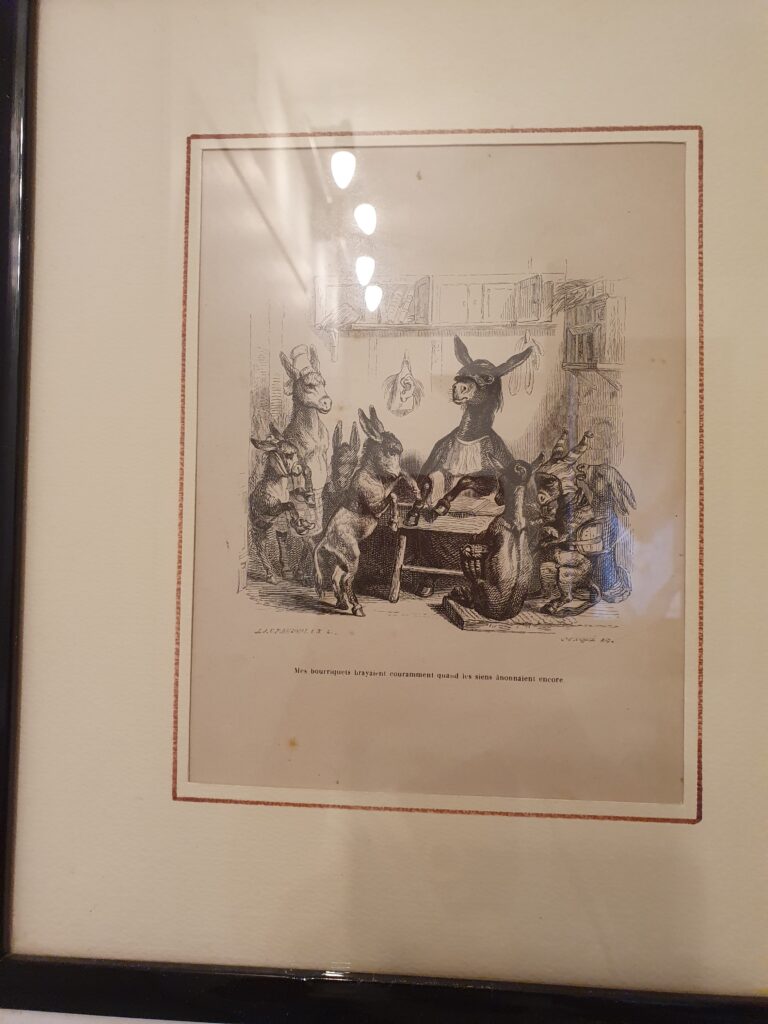 Mes bourriquets brayaient couramment quand les siens ânonnaient encore